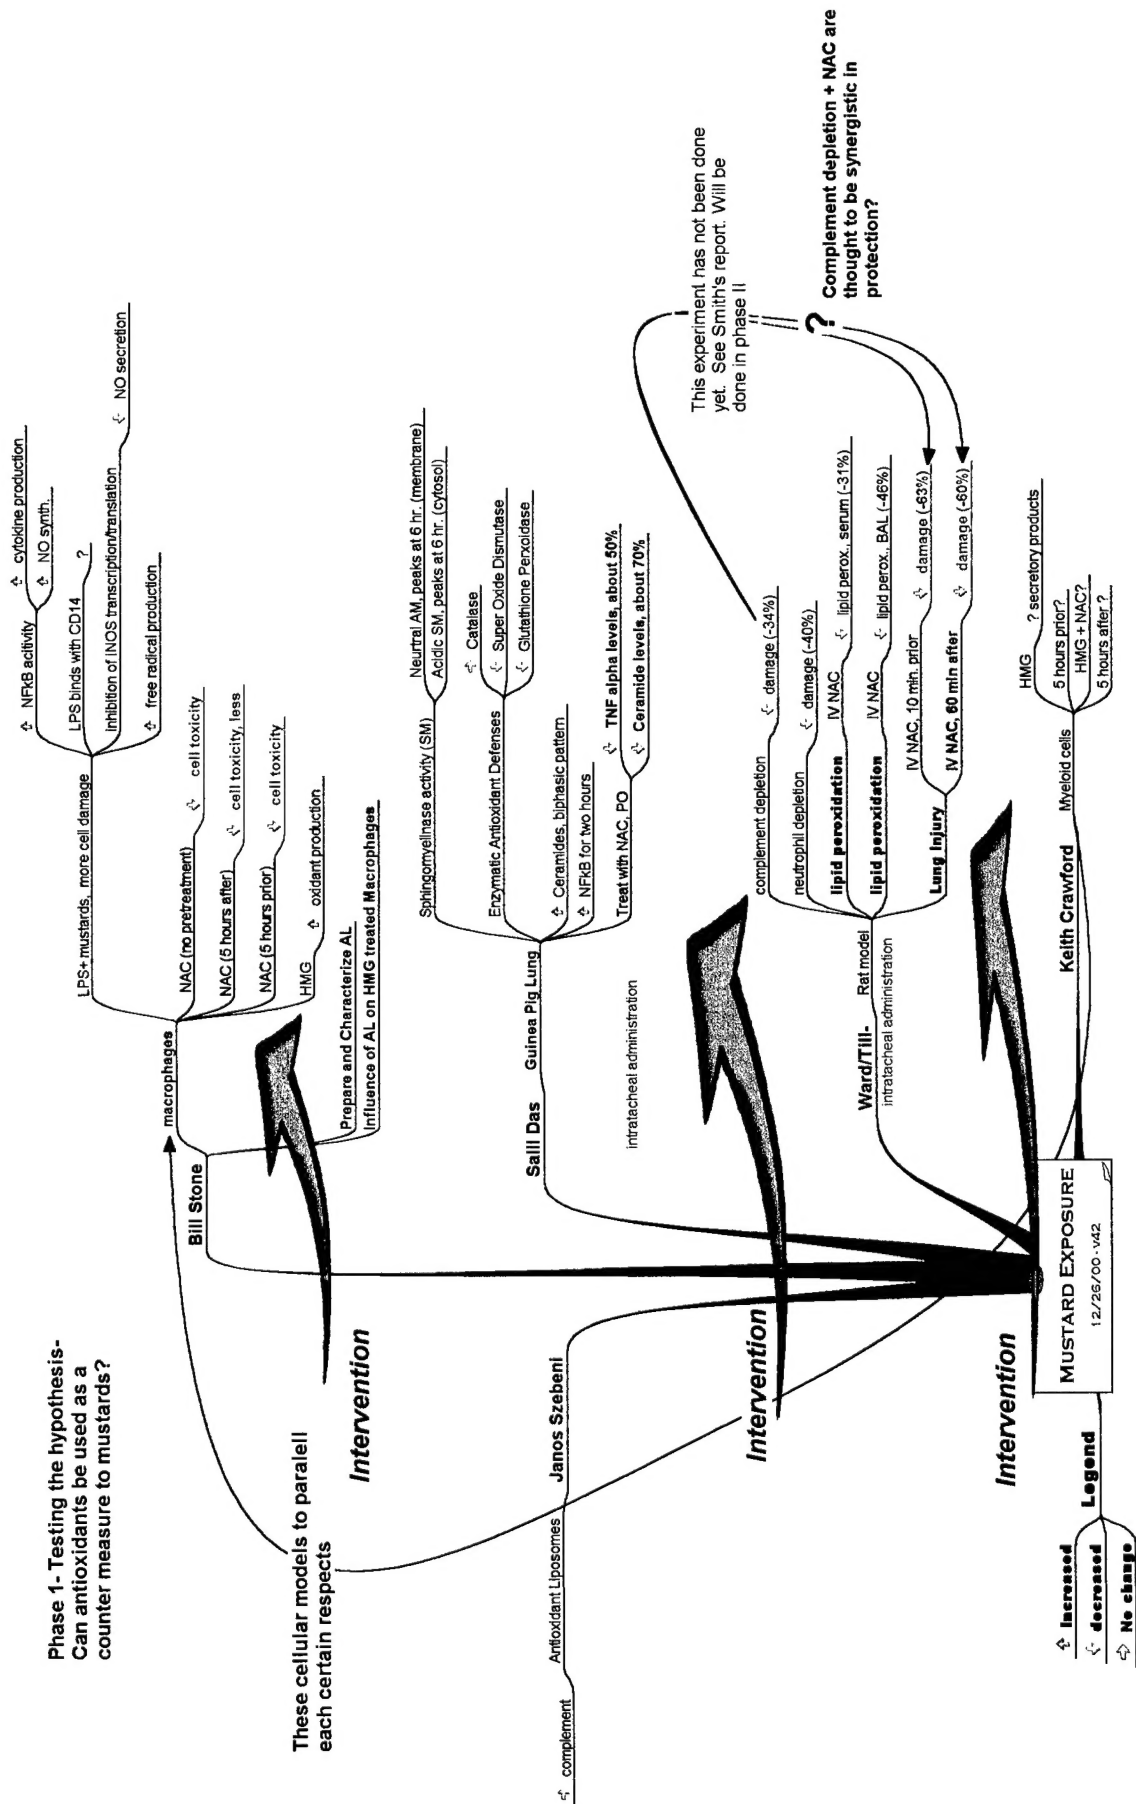 Phase 1- Testing the hypothesis-
Can antioxidants be used as a
counter measure to mustards?
These cellular models to paralell
each certain respects
Bill Stone
macrophages
LPS+ mustards, more cell damage
NFkB acitivity
cytokine production
NO synth.
LPS binds with CD14
?
Inhibition of iNOS transcription/translation
NO secretion
free radical production
NAC (no pretreatment)
cell toxicity
NAC (5 hours after)
cell toxicity, less
NAC (5 hours prior)
cell toxicity
HMG
oxidant production
Prepare and Characterize AL
Influence of AL on HMG treated Macrophages
Intervention
complement
Antioxidant Liposomes
Janos Szebeni
Salil Das
Guinea Pig Lung
intratacheal administration
Sphingomyelinase activity (SM)
Neurtral AM, peaks at 6 hr. (membrane)
Acidic SM, peaks at 6 hr. (cytosol)
Enzymatic Antioxidant Defenses
Catalase
Super Oxide Dismutase
Glutathione Perxoidase
Ceramides, biphasic pattern
NFkB for two hours
Treat with NAC, PO
TNF alpha levels, about 50%
Ceramide levels, about 70%
Intervention
Ward/Till-
intratacheal administration
Rat model
complement depletion
damage (-34%)
neutrophil depletion
damage (-40%)
lipid peroxidation
IV NAC
lipid perox., serum (-31%)
lipid peroxidation
IV NAC
lipid perox., BAL (-46%)
Lung Injury
IV NAC, 10 min. prior
damage (-63%)
IV NAC, 60 min after
damage (-60%)
This experiment has not been done
yet. See Smith's report. Will be
done in phase II
?
Complement depletion + NAC are
thought to be synergistic in
protection?
Intervention
Keith Crawford
Myeloid cells
HMG
? secretory products
5 hours prior?
HMG + NAC?
5 hours after ?
MUSTARD EXPOSURE
12/26/00 - v42
Legend
Increased
decreased
No change